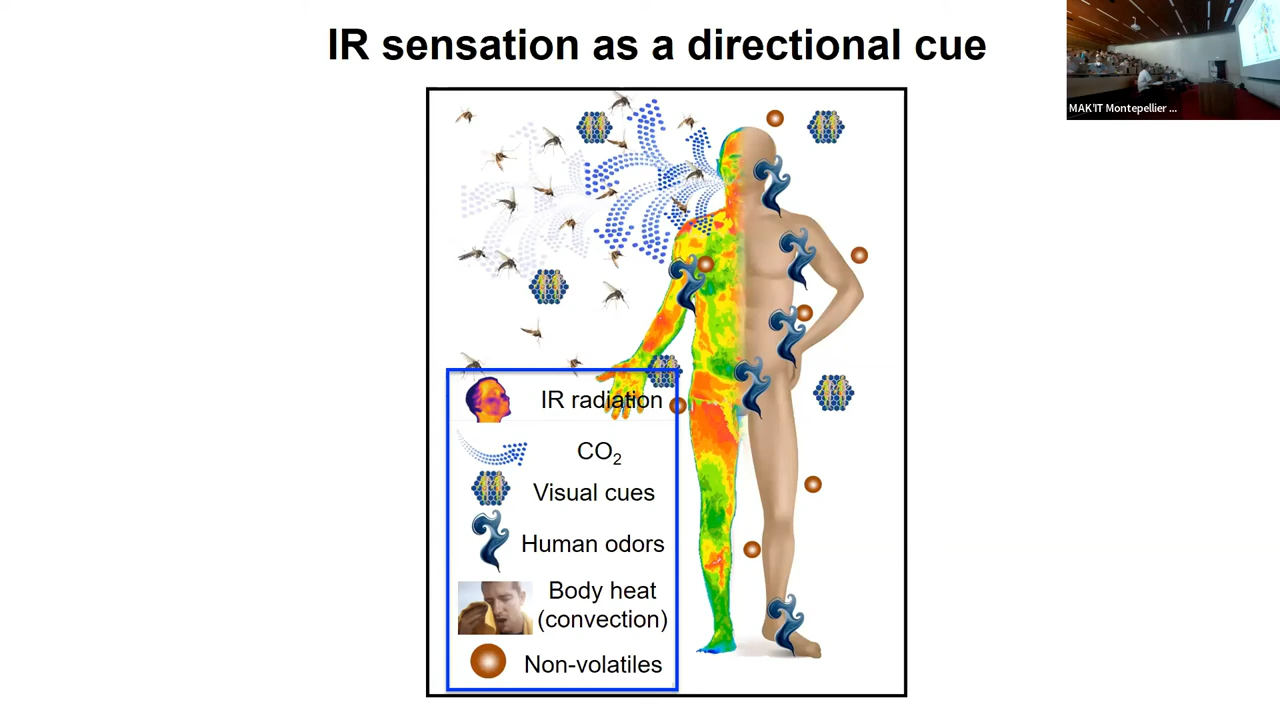 IR sensation as a directional cue
MAK'IT Montepellier ...
IR radiation
CO₂
Visual cues
Human odors
Body heat
(convection)
Non-volatiles